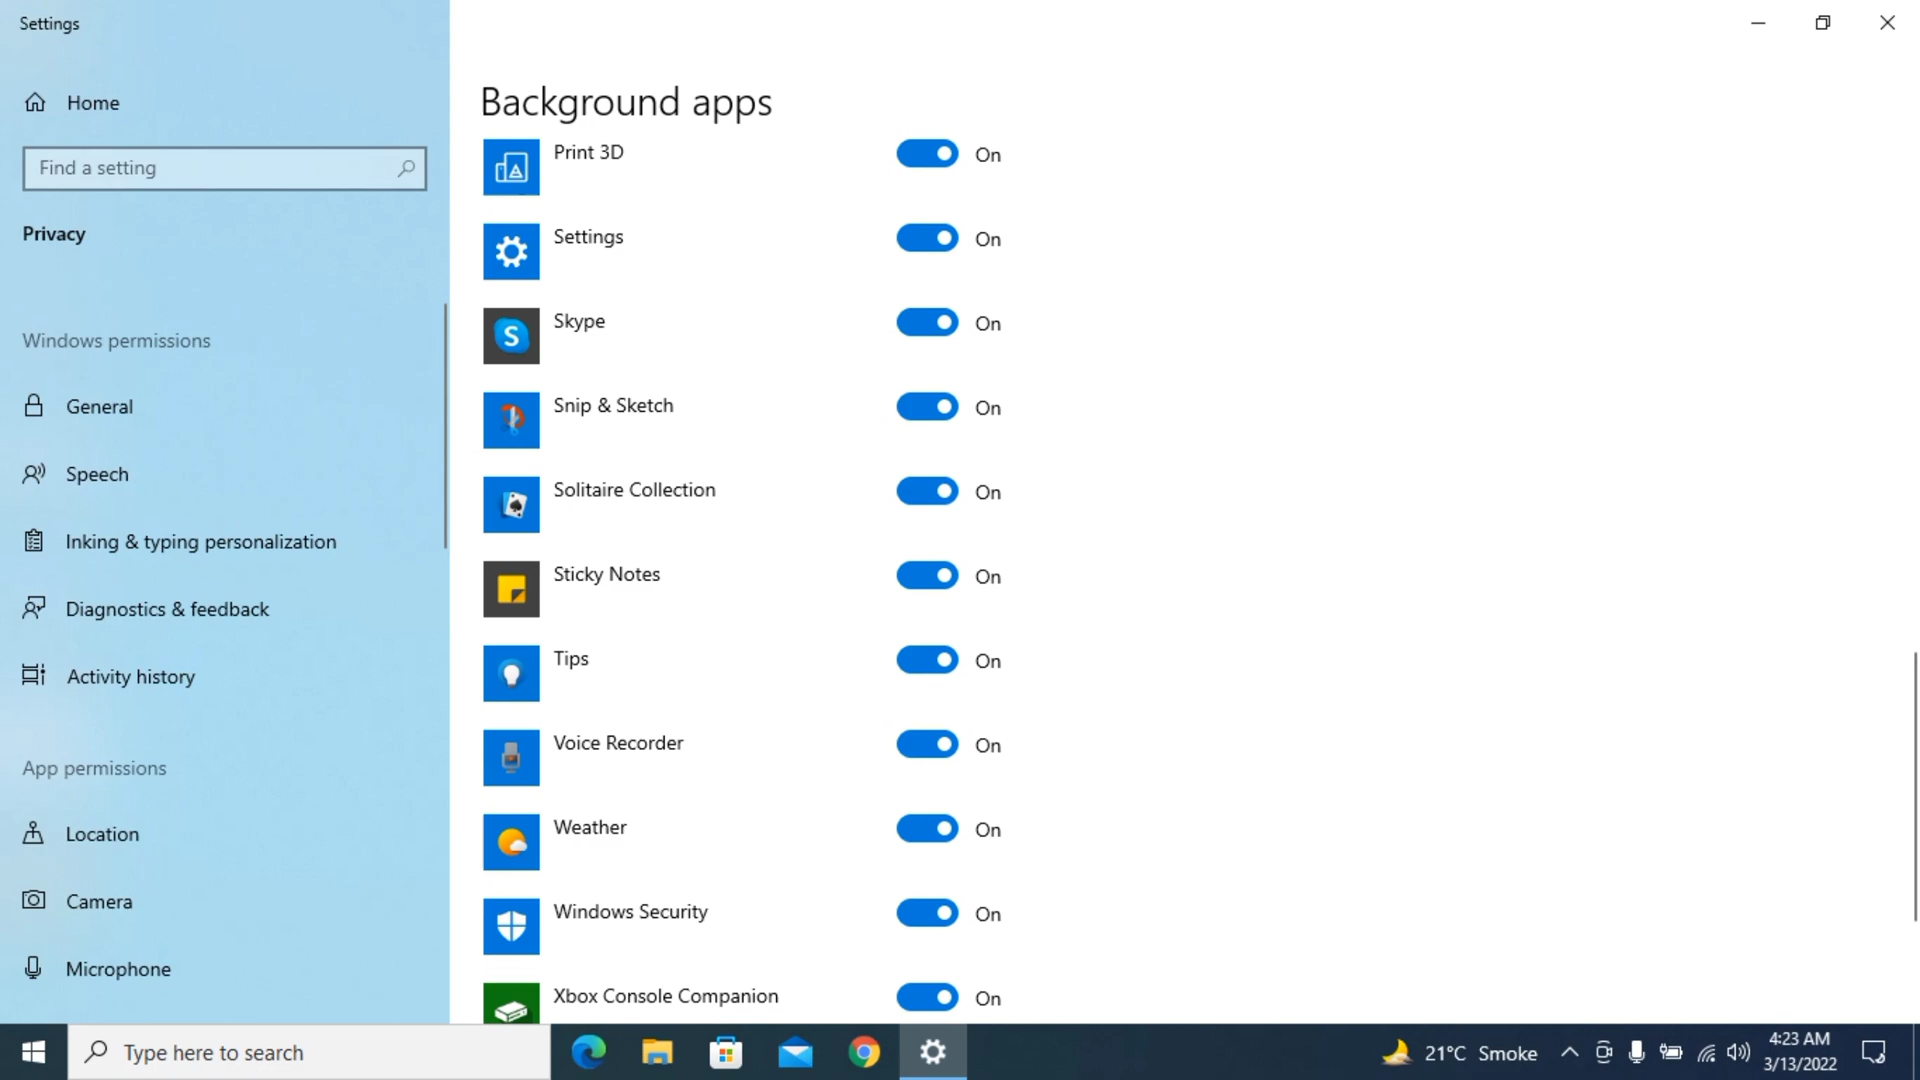 Settings
Home
Find a setting
Privacy
Windows permissions
General
Speech
Inking & typing personalization
Diagnostics & feedback
Activity history
App permissions
Location
Camera
Microphone
Background apps
Print 3D On
Settings On
Skype On
Snip & Sketch On
Solitaire Collection On
Sticky Notes On
Tips On
Voice Recorder On
Weather On
Windows Security On
Xbox Console Companion On
Type here to search
21°C Smoke
4:23 AM
3/13/2022